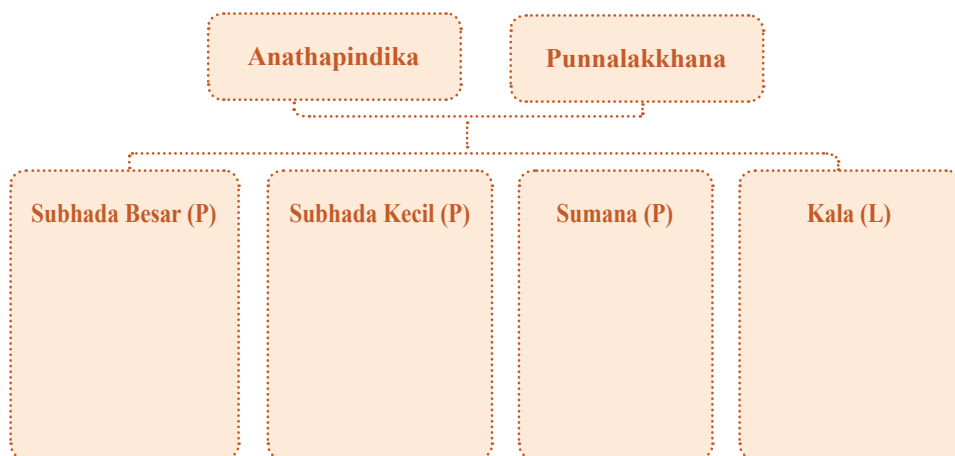 Anathapindika
Punnalakkhana
Subhada Besar (P)
Subhada Kecil (P)
Sumana (P)
Kala (L)